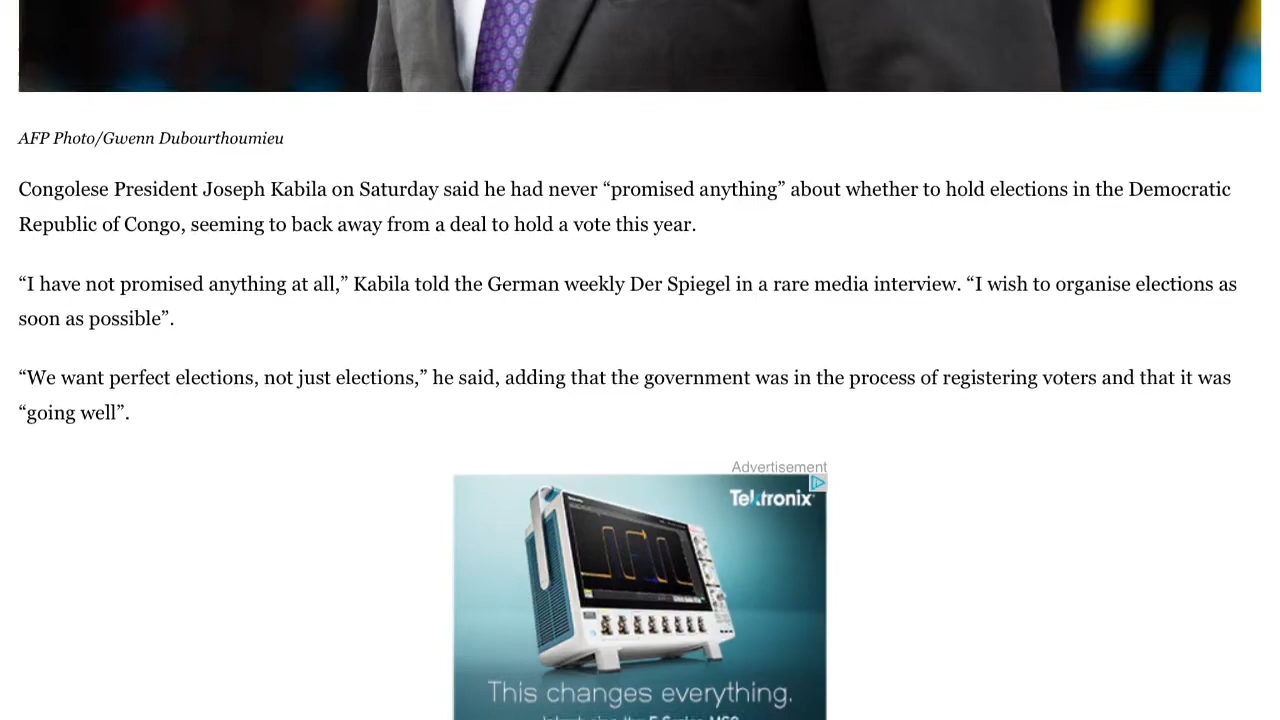 AFP Photo/Gwenn Dubourthoumieu
Congolese President Joseph Kabila on Saturday said he had never “promised anything” about whether to hold elections in the Democratic
Republic of Congo, seeming to back away from a deal to hold a vote this year.
“I have not promised anything at all,” Kabila told the German weekly Der Spiegel in a rare media interview. “I wish to organise elections as
soon as possible”.
“We want perfect elections, not just elections,” he said, adding that the government was in the process of registering voters and that it was
“going well”.
Advertisement
Tektronix
This changes everything.